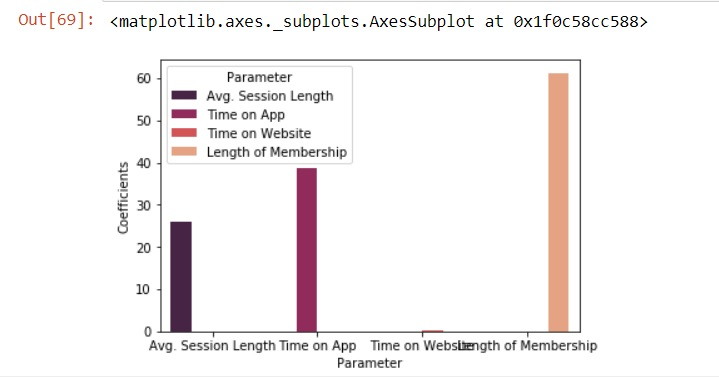 Out[69]: <matplotlib.axes._subplots.AxesSubplot at 0x1f0c58cc588>
Parameter
Avg. Session Length
Time on App
Time on Website
Length of Membership
Coefficients
60
50
40
30
20
10
0
Avg. Session Length Time on App Time on Website Length of Membership
Parameter